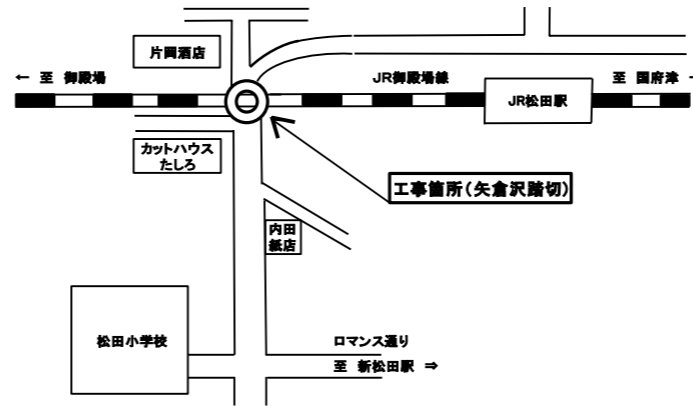 片岡酒店
← 至 御殿場
JR御殿場線
至 国府津 →
JR松田駅
カットハウス
たしろ
工事箇所(矢倉沢踏切)
内田
紙店
松田小学校
ロマンス通り
至 新松田駅 ⇒